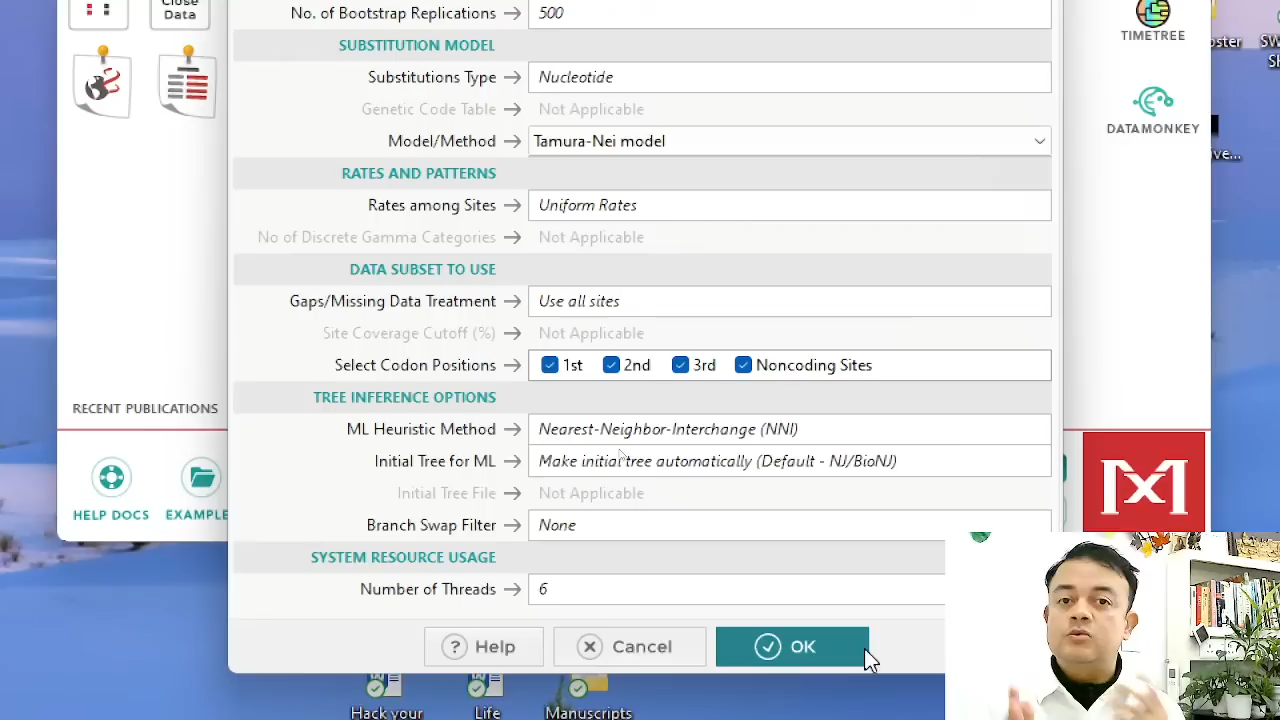 Close
Data
No. of Bootstrap Replications 500
TIMETREE
SUBSTITUTION MODEL
Substitutions Type Nucleotide
Genetic Code Table Not Applicable
DATAMONKEY
Model/Method Tamura-Nei model
RATES AND PATTERNS
Rates among Sites Uniform Rates
No of Discrete Gamma Categories Not Applicable
DATA SUBSET TO USE
Gaps/Missing Data Treatment Use all sites
Site Coverage Cutoff (%) Not Applicable
Select Codon Positions 1st 2nd 3rd Noncoding Sites
TREE INFERENCE OPTIONS
RECENT PUBLICATIONS
ML Heuristic Method Nearest-Neighbor-Interchange (NNI)
Initial Tree for ML Make initial tree automatically (Default - NJ/BioNJ)
Initial Tree File Not Applicable
HELP DOCS EXAMPLE
Branch Swap Filter None
SYSTEM RESOURCE USAGE
Number of Threads 6
? Help Cancel OK
Hack your Life Manuscripts